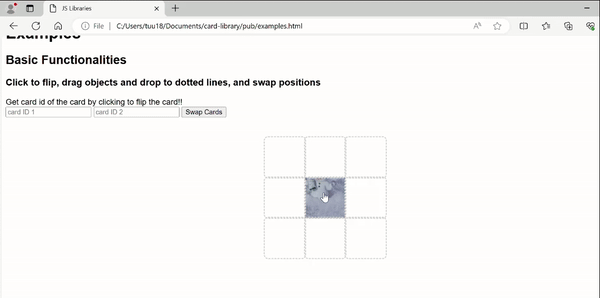 JS Libraries
File
C:/Users/tuu18/Documents/card-library/pub/examples.html
Examples
Basic Functionalities
Click to flip, drag objects and drop to dotted lines, and swap positions
Get card id of the card by clicking to flip the card!!
card ID 1
card ID 2
Swap Cards